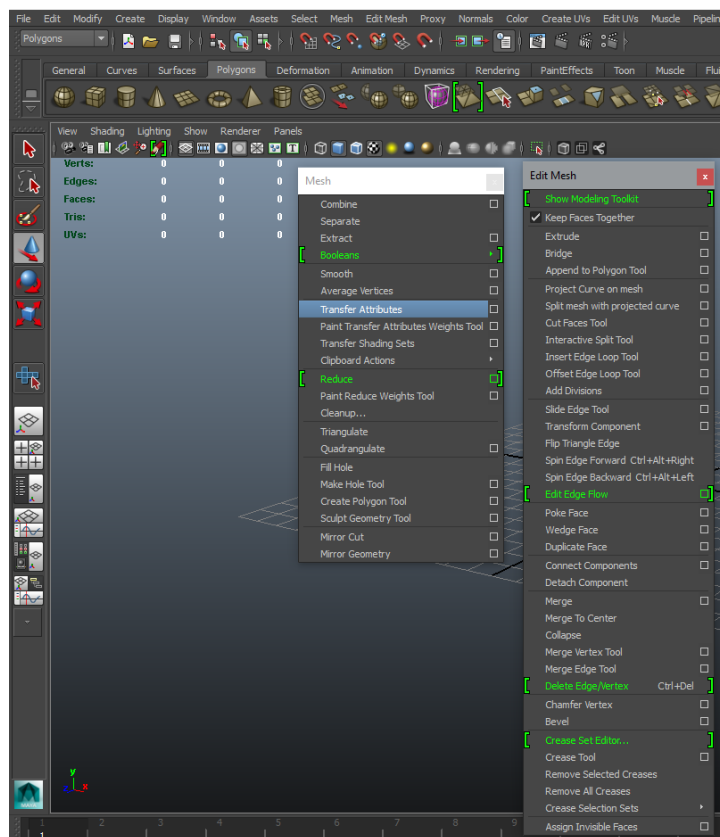 File Edit Modify Create Display Window Assets Select Mesh Edit Mesh Proxy Normals Color Create UVs Edit UVs Muscle Pipelin
Polygons
General Curves Surfaces Polygons Deformation Animation Dynamics Rendering PaintEffects Toon Muscle Flui
View Shading Lighting Show Renderer Panels
Verts: 0 0 0
Edges: 0 0 0
Faces: 0 0 0
Tris: 0 0 0
UVs: 0 0 0
Mesh
Combine
Separate
Extract
Booleans
Smooth
Average Vertices
Transfer Attributes
Paint Transfer Attributes Weights Tool
Transfer Shading Sets
Clipboard Actions
Reduce
Paint Reduce Weights Tool
Cleanup...
Triangulate
Quadrangulate
Fill Hole
Make Hole Tool
Create Polygon Tool
Sculpt Geometry Tool
Mirror Cut
Mirror Geometry
Edit Mesh
x
Show Modeling Toolkit
Keep Faces Together
Extrude
Bridge
Append to Polygon Tool
Project Curve on mesh
Split mesh with projected curve
Cut Faces Tool
Interactive Split Tool
Insert Edge Loop Tool
Offset Edge Loop Tool
Add Divisions
Slide Edge Tool
Transform Component
Flip Triangle Edge
Spin Edge Forward Ctrl+Alt+Right
Spin Edge Backward Ctrl+Alt+Left
Edit Edge Flow
Poke Face
Wedge Face
Duplicate Face
Connect Components
Detach Component
Merge
Merge To Center
Collapse
Merge Vertex Tool
Merge Edge Tool
Delete Edge/Vertex Ctrl+Del
Chamfer Vertex
Bevel
Crease Set Editor...
Crease Tool
Remove Selected Creases
Remove All Creases
Crease Selection Sets
Assign Invisible Faces
y
x
1 2 3 4 5 6 7 8 9
1